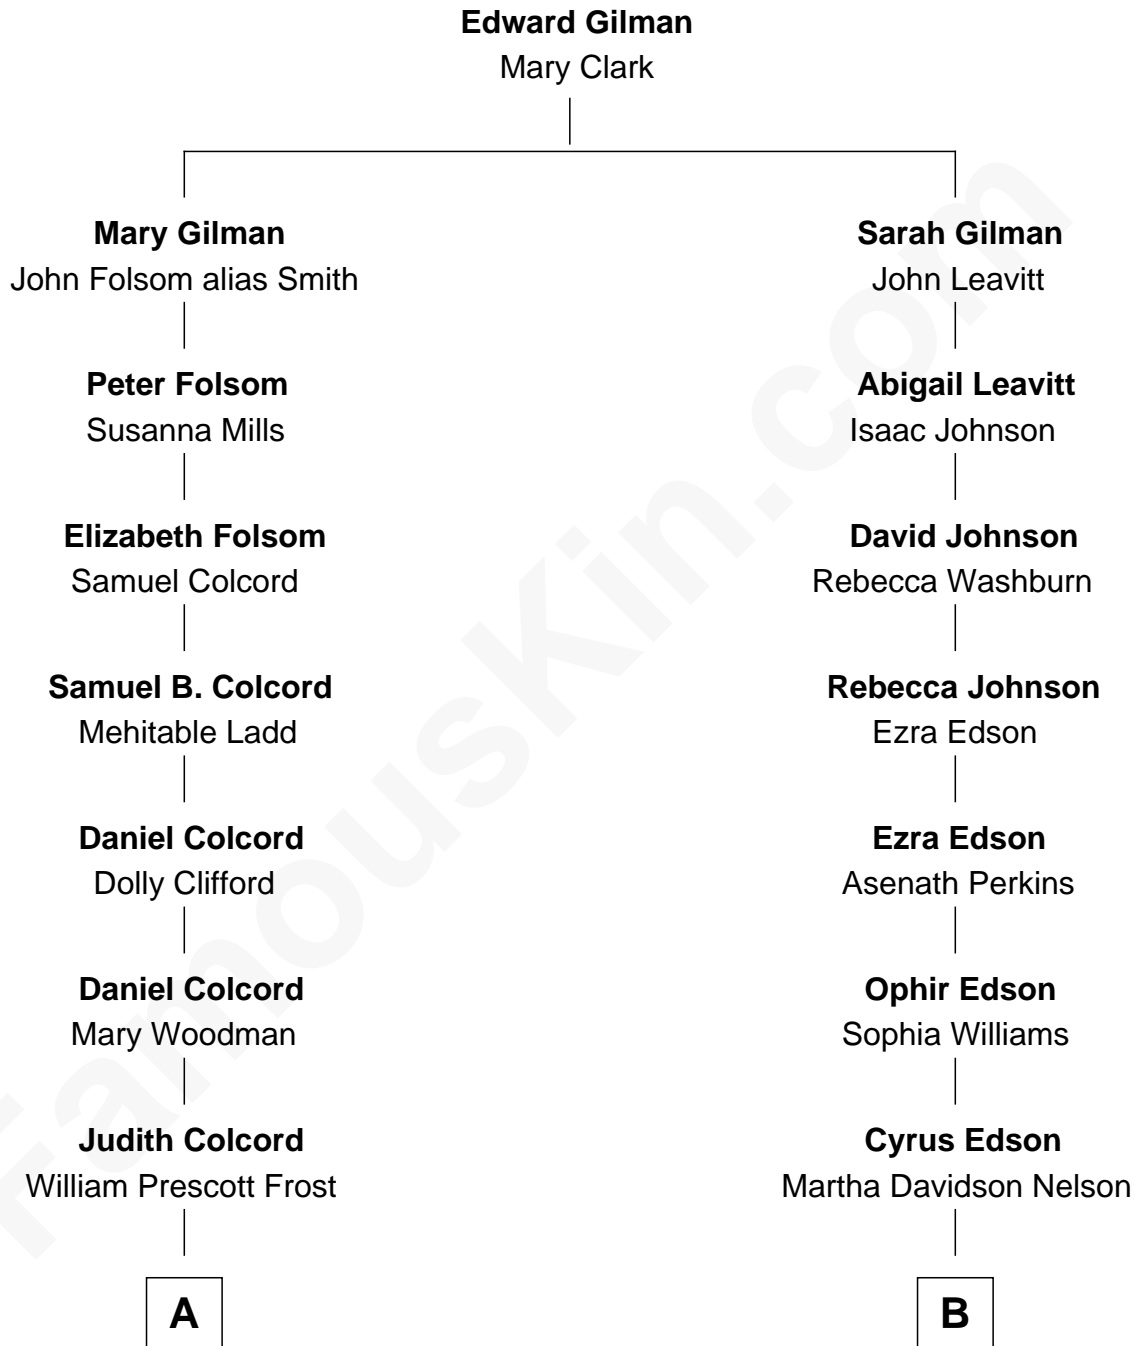 Edward Gilman
Mary Clark
Mary Gilman
John Folsom alias Smith
Sarah Gilman
John Leavitt
Peter Folsom
Susanna Mills
Abigail Leavitt
Isaac Johnson
Elizabeth Folsom
Samuel Colcord
David Johnson
Rebecca Washburn
Samuel B. Colcord
Mehitable Ladd
Rebecca Johnson
Ezra Edson
Daniel Colcord
Dolly Clifford
Ezra Edson
Asenath Perkins
Daniel Colcord
Mary Woodman
Ophir Edson
Sophia Williams
Judith Colcord
William Prescott Frost
Cyrus Edson
Martha Davidson Nelson
A
B
FamousKin.com